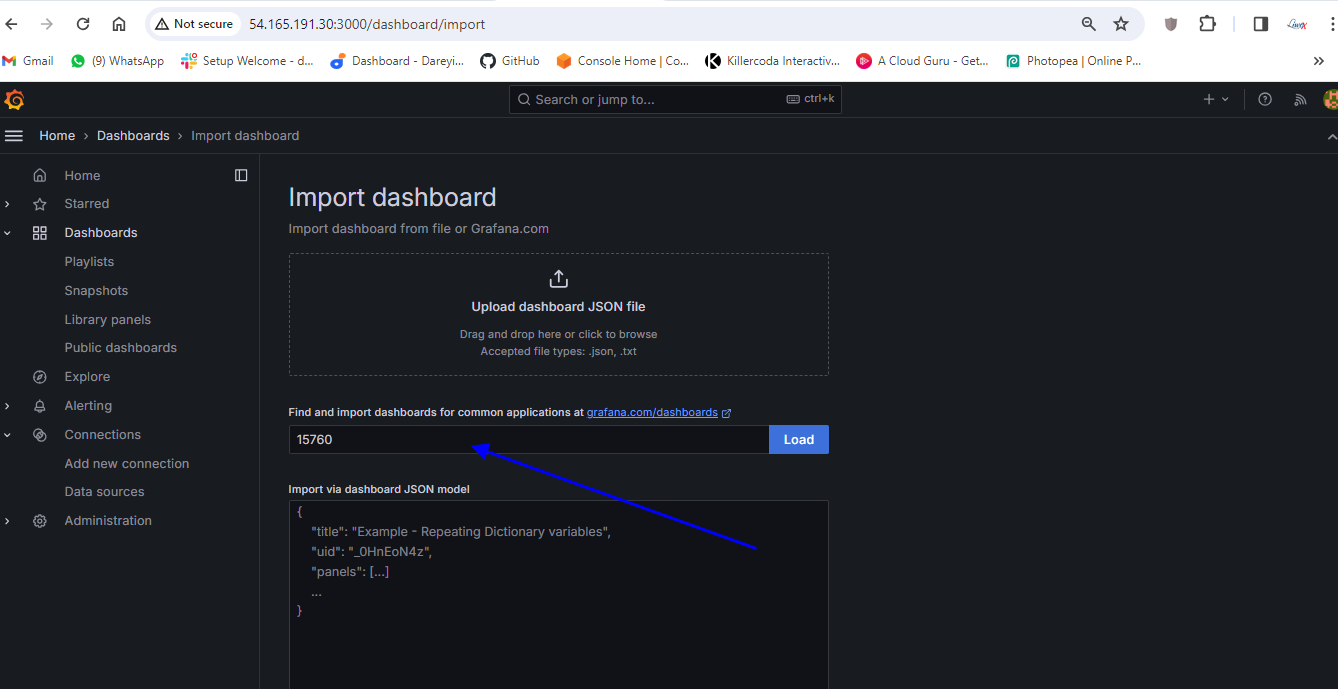 Not secure 54.165.191.30:3000/dashboard/import
Gmail (9) WhatsApp Setup Welcome - d... Dashboard - Dareyi... GitHub Console Home | Co... Killercoda Interactiv... A Cloud Guru - Get... Photopea | Online P... »
Search or jump to... ctrl+k
Home › Dashboards › Import dashboard
Home
Starred
Dashboards
Playlists
Snapshots
Library panels
Public dashboards
Explore
Alerting
Connections
Add new connection
Data sources
Administration
Import dashboard
Import dashboard from file or Grafana.com
Upload dashboard JSON file
Drag and drop here or click to browse
Accepted file types: .json, .txt
Find and import dashboards for common applications at grafana.com/dashboards
15760 Load
Import via dashboard JSON model
{
"title": "Example - Repeating Dictionary variables",
"uid": "_0HnEoN4z",
"panels": [...]
...
}